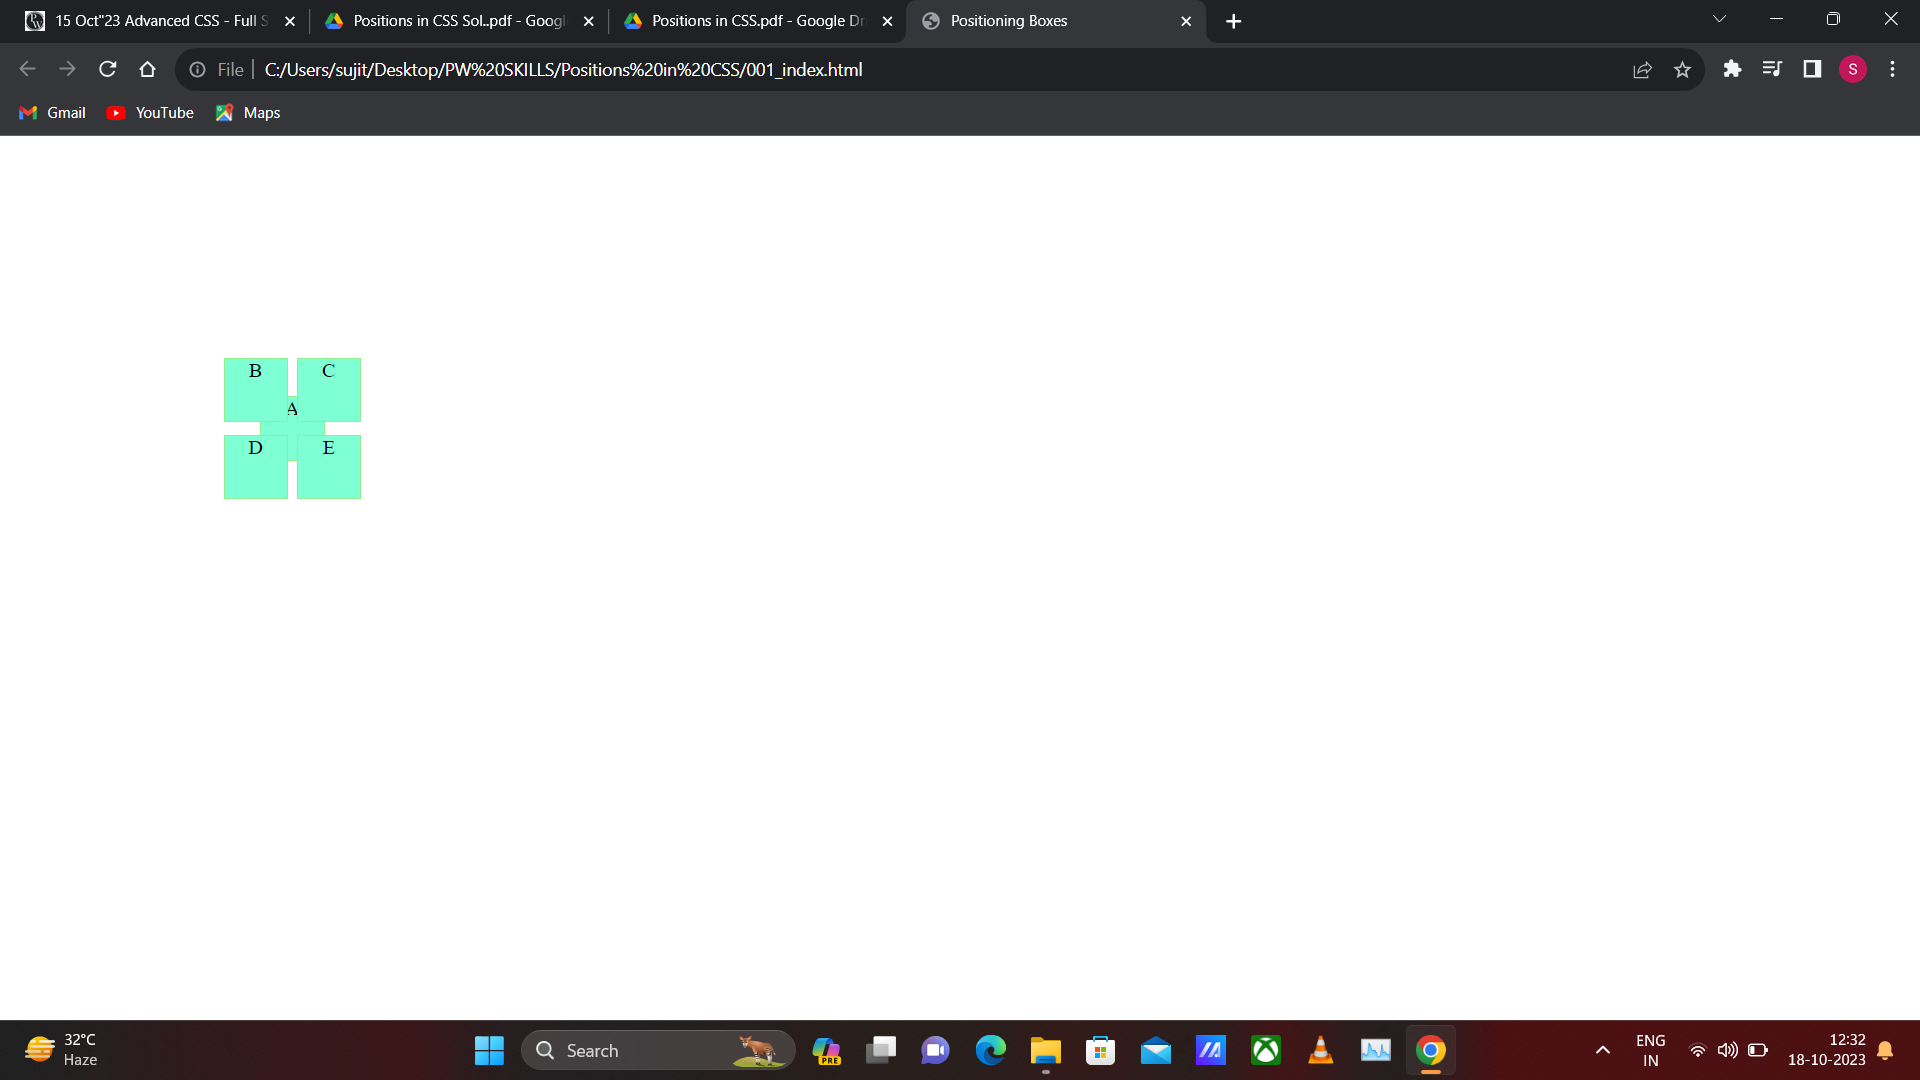 15 Oct"23 Advanced CSS - Full S
Positions in CSS Sol..pdf - Googl
Positions in CSS.pdf - Google Dr
Positioning Boxes
File
C:/Users/sujit/Desktop/PW%20SKILLS/Positions%20in%20CSS/001_index.html
S
Gmail
YouTube
Maps
B
C
A
D
E
32°C
Haze
Search
PRE
ENG
IN
12:32
18-10-2023